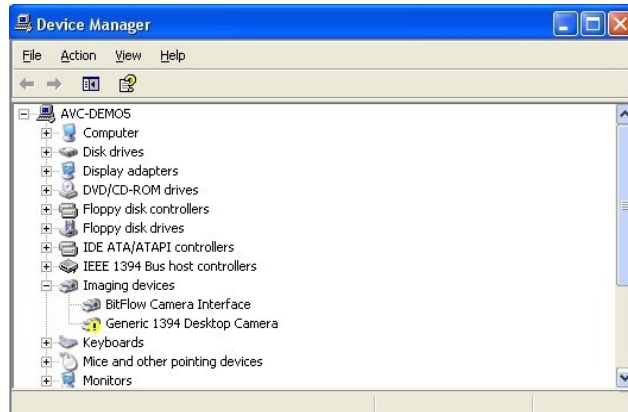 Device Manager
File Action View Help
AVC-DEMO5
Computer
Disk drives
Display adapters
DVD/CD-ROM drives
Floppy disk controllers
Floppy disk drives
IDE ATA/ATAPI controllers
IEEE 1394 Bus host controllers
Imaging devices
BitFlow Camera Interface
Generic 1394 Desktop Camera
Keyboards
Mice and other pointing devices
Monitors